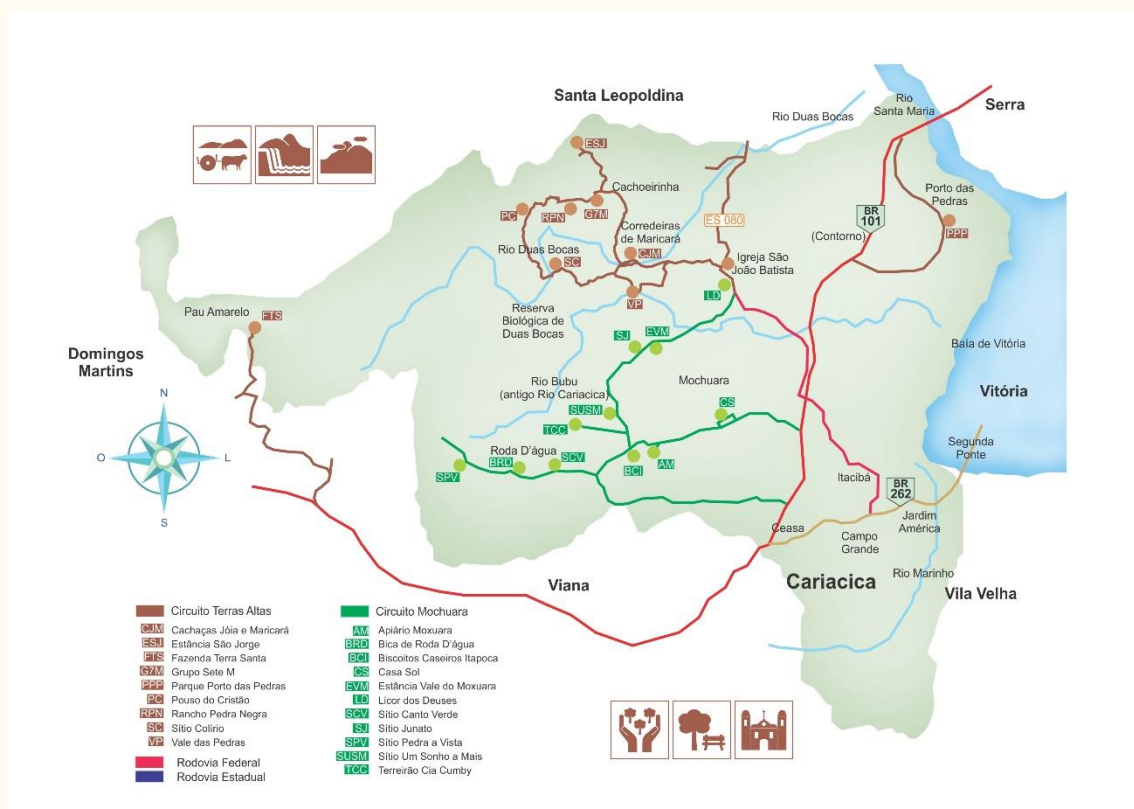 Santa Leopoldina
Rio Duas Bocas
Rio
Santa Maria
Serra
ESJ
Cachoeirinha
PC
RPN
G7M
Corredeiras
de Maricará
CJM
ES 080
BR
101
(Contorno)
Porto das
Pedras
PPP
Rio Duas Bocas
SC
Igreja São
João Batista
VP
LD
Reserva
Biológica de
Duas Bocas
Pau Amarelo
FTS
SJ
EVM
Baía de Vitória
Domingos
Martins
Rio Bubu
(antigo Rio Cariacica)
Mochuara
Vitória
N
O
L
S
SUSM
CS
TCC
Roda D'água
SPV
BRD
SCV
BCI
AM
Segunda
Ponte
Itacibá
BR
262
Jardim
América
Ceasa
Campo
Grande
Viana
Cariacica
Rio Marinho
Vila Velha
Circuito Terras Altas
CJM Cachaças Jóia e Maricará
ESJ Estância São Jorge
FTS Fazenda Terra Santa
G7M Grupo Sete M
PPP Parque Porto das Pedras
PC Pouso do Cristão
RPN Rancho Pedra Negra
SC Sítio Colírio
VP Vale das Pedras
Rodovia Federal
Rodovia Estadual
Circuito Mochuara
AM Apiário Moxuara
BRD Bica de Roda D'água
BCI Biscoitos Caseiros Itapoca
CS Casa Sol
EVM Estância Vale do Moxuara
LD Licor dos Deuses
SCV Sítio Canto Verde
SJ Sítio Junato
SPV Sítio Pedra a Vista
SUSM Sítio Um Sonho a Mais
TCC Terreirão Cia Cumby